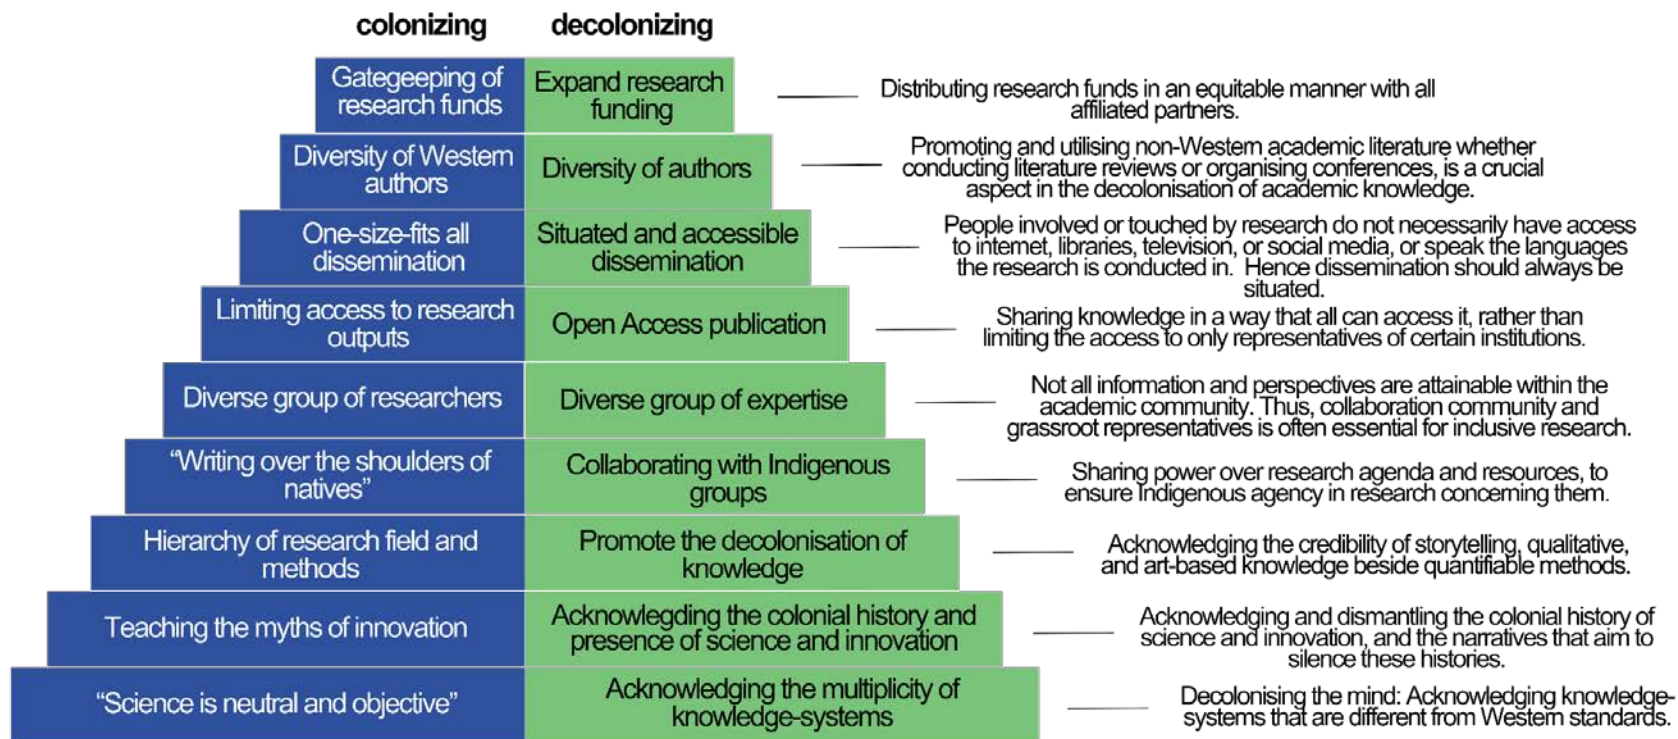 colonizing decolonizing
Gategeeping of
research funds
Expand research
funding
Distributing research funds in an equitable manner with all
affiliated partners.
Diversity of Western
authors
Diversity of authors
Promoting and utilising non-Western academic literature whether
conducting literature reviews or organising conferences, is a crucial
aspect in the decolonisation of academic knowledge.
One-size-fits all
dissemination
Situated and accessible
dissemination
People involved or touched by research do not necessarily have access
to internet, libraries, television, or social media, or speak the languages
the research is conducted in. Hence dissemination should always be
situated.
Limiting access to research
outputs
Open Access publication
Sharing knowledge in a way that all can access it, rather than
limiting the access to only representatives of certain institutions.
Diverse group of researchers
Diverse group of expertise
Not all information and perspectives are attainable within the
academic community. Thus, collaboration community and
grassroot representatives is often essential for inclusive research.
“Writing over the shoulders of
natives”
Collaborating with Indigenous
groups
Sharing power over research agenda and resources, to
ensure Indigenous agency in research concerning them.
Hierarchy of research field and
methods
Promote the decolonisation of
knowledge
Acknowledging the credibility of storytelling, qualitative,
and art-based knowledge beside quantifiable methods.
Teaching the myths of innovation
Acknowlegding the colonial history and
presence of science and innovation
Acknowledging and dismantling the colonial history of
science and innovation, and the narratives that aim to
silence these histories.
“Science is neutral and objective”
Acknowledging the multiplicity of
knowledge-systems
Decolonising the mind: Acknowledging knowledge-
systems that are different from Western standards.